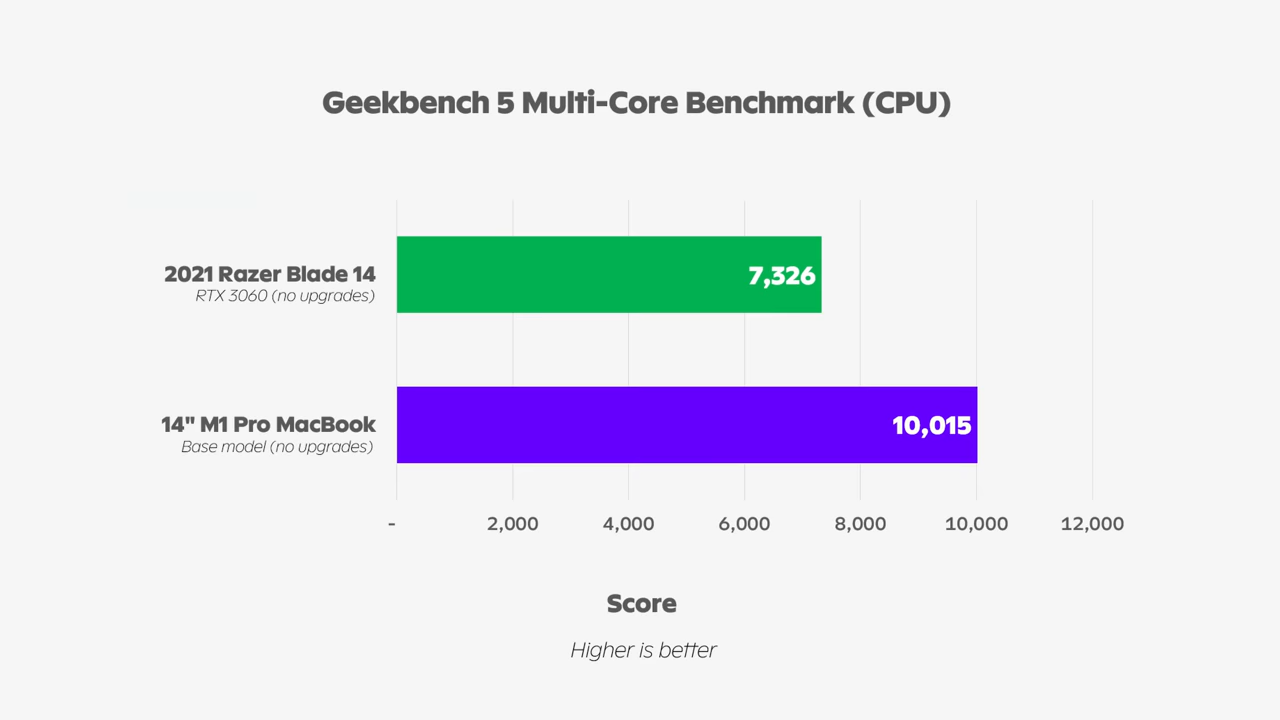 Geekbench 5 Multi-Core Benchmark (CPU)
2021 Razer Blade 14
RTX 3060 (no upgrades)
7,326
14" M1 Pro MacBook
Base model (no upgrades)
10,015
- 2,000 4,000 6,000 8,000 10,000 12,000
Score
Higher is better